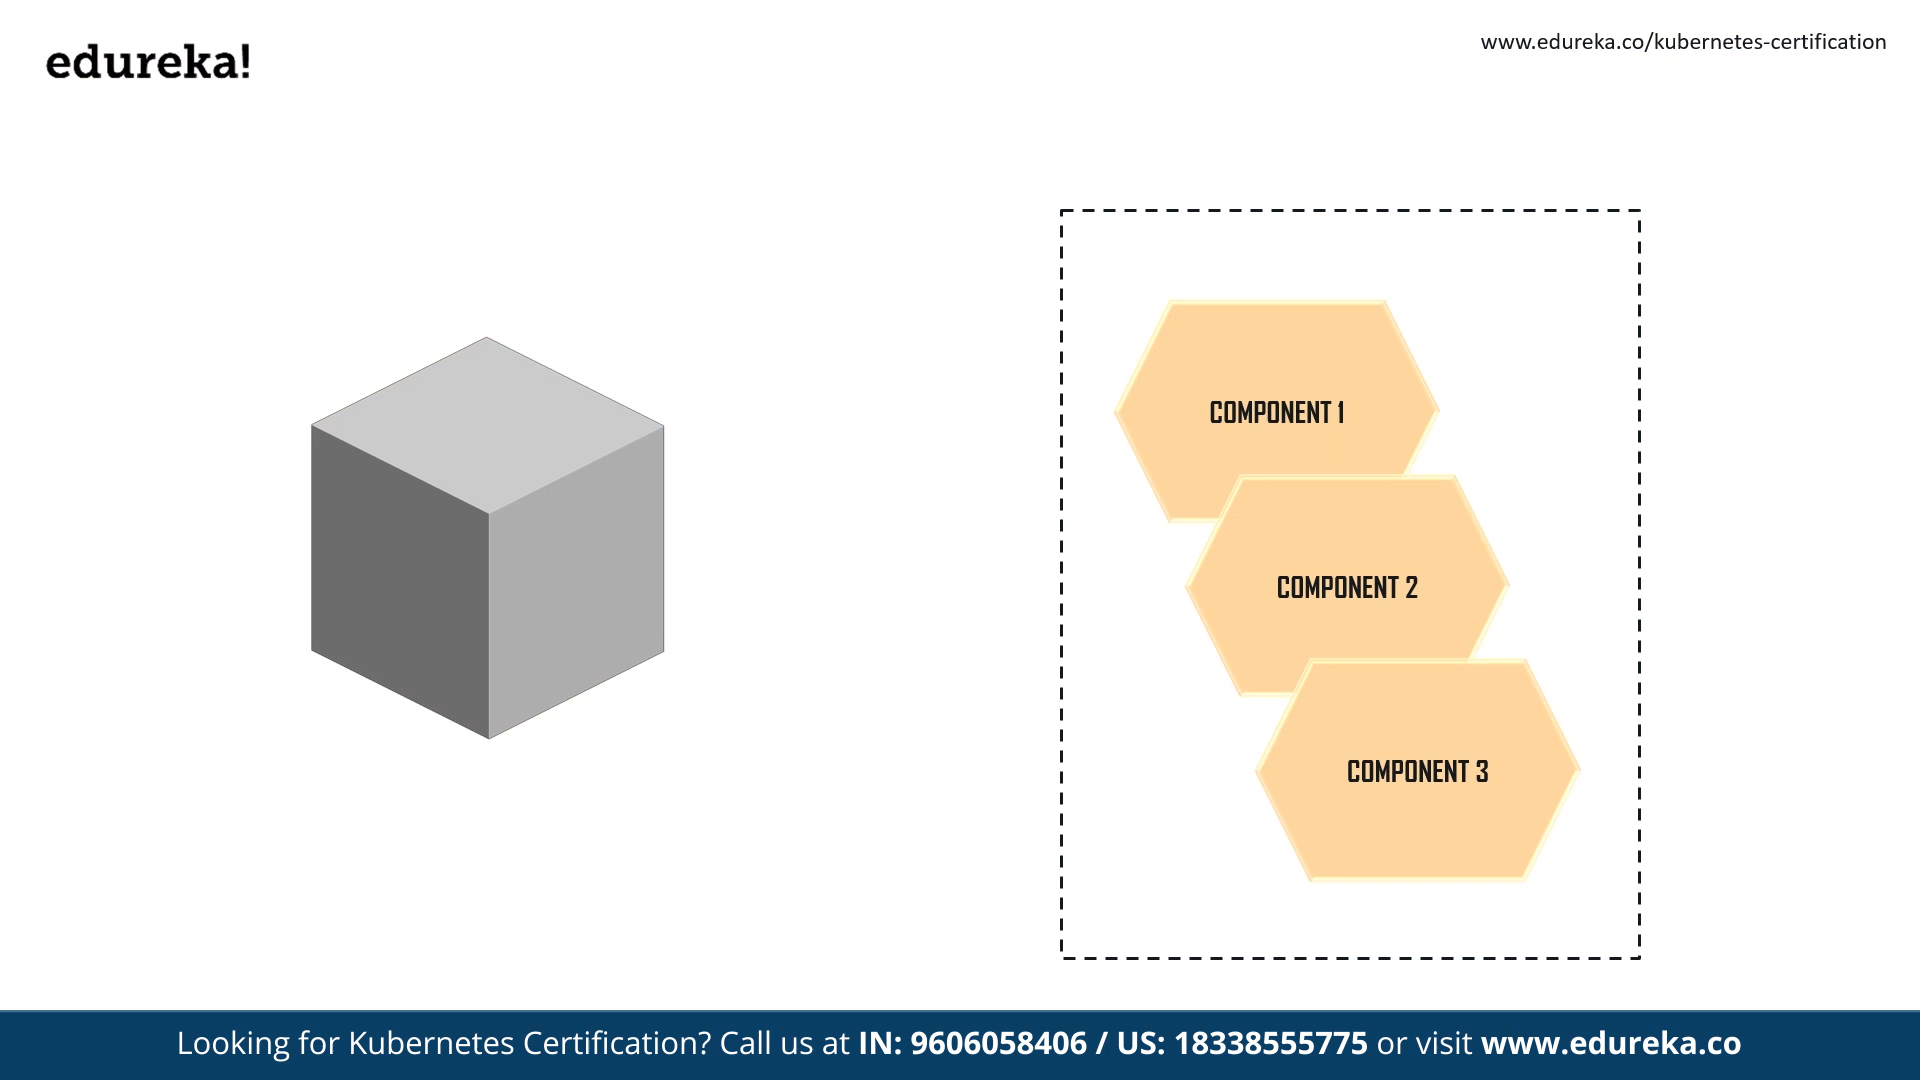 edureka!
www.edureka.co/kubernetes-certification
COMPONENT 1
COMPONENT 2
COMPONENT 3
Looking for Kubernetes Certification? Call us at IN: 9606058406 / US: 18338555775 or visit www.edureka.co